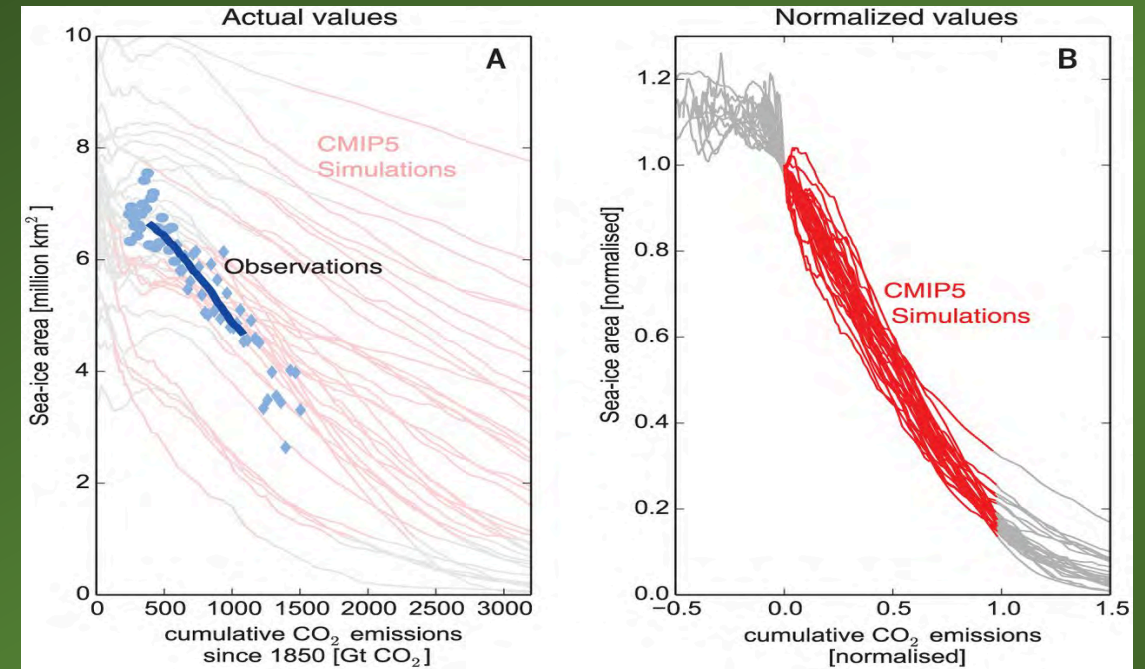 Actual values
A
10
8
6
4
2
0
Sea-ice area [million km²]
CMIP5
Simulations
Observations
0 500 1000 1500 2000 2500 3000
cumulative CO₂ emissions
since 1850 [Gt CO₂]
Normalized values
B
1.2
1.0
0.8
0.6
0.4
0.2
0.0
Sea-ice area [normalised]
CMIP5
Simulations
−0.5 0.0 0.5 1.0 1.5
cumulative CO₂ emissions
[normalised]